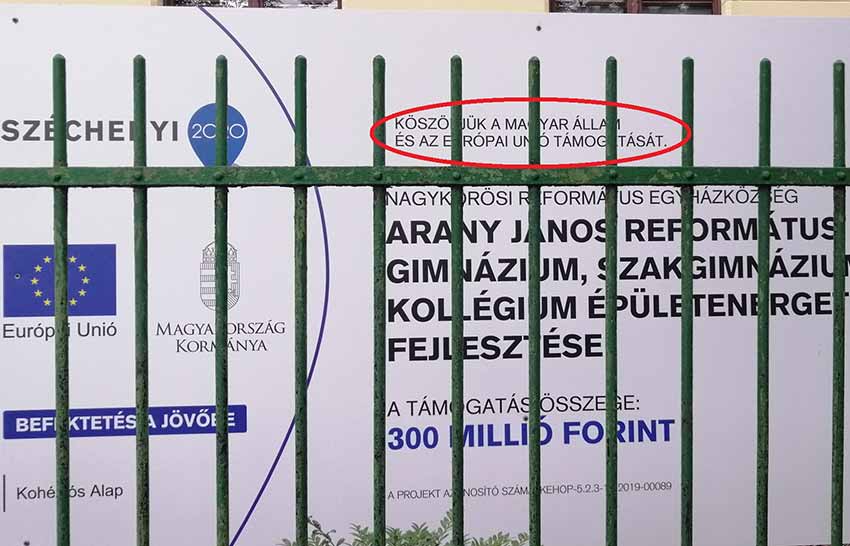 SZÉCHENYI 2020
KÖSZÖNJÜK A MAGYAR ÁLLAM
ÉS AZ EURÓPAI UNIÓ TÁMOGATÁSÁT.
NAGYKŐRÖSI REFORMÁTUS EGYHÁZKÖZSÉG
ARANY JÁNOS REFORMÁTUS
GIMNÁZIUM, SZAKGIMNÁZIUM
KOLLÉGIUM ÉPÜLETENERGET
FEJLESZTÉSE
Európai Unió
MAGYARORSZÁG
KORMÁNYA
BEFEKTETÉS A JÖVŐBE
Kohéziós Alap
A TÁMOGATÁS ÖSSZEGE:
300 MILLIÓ FORINT
A PROJEKT AZONOSÍTÓ SZÁMA: KEHOP-5.2.3-1 -2019-00089